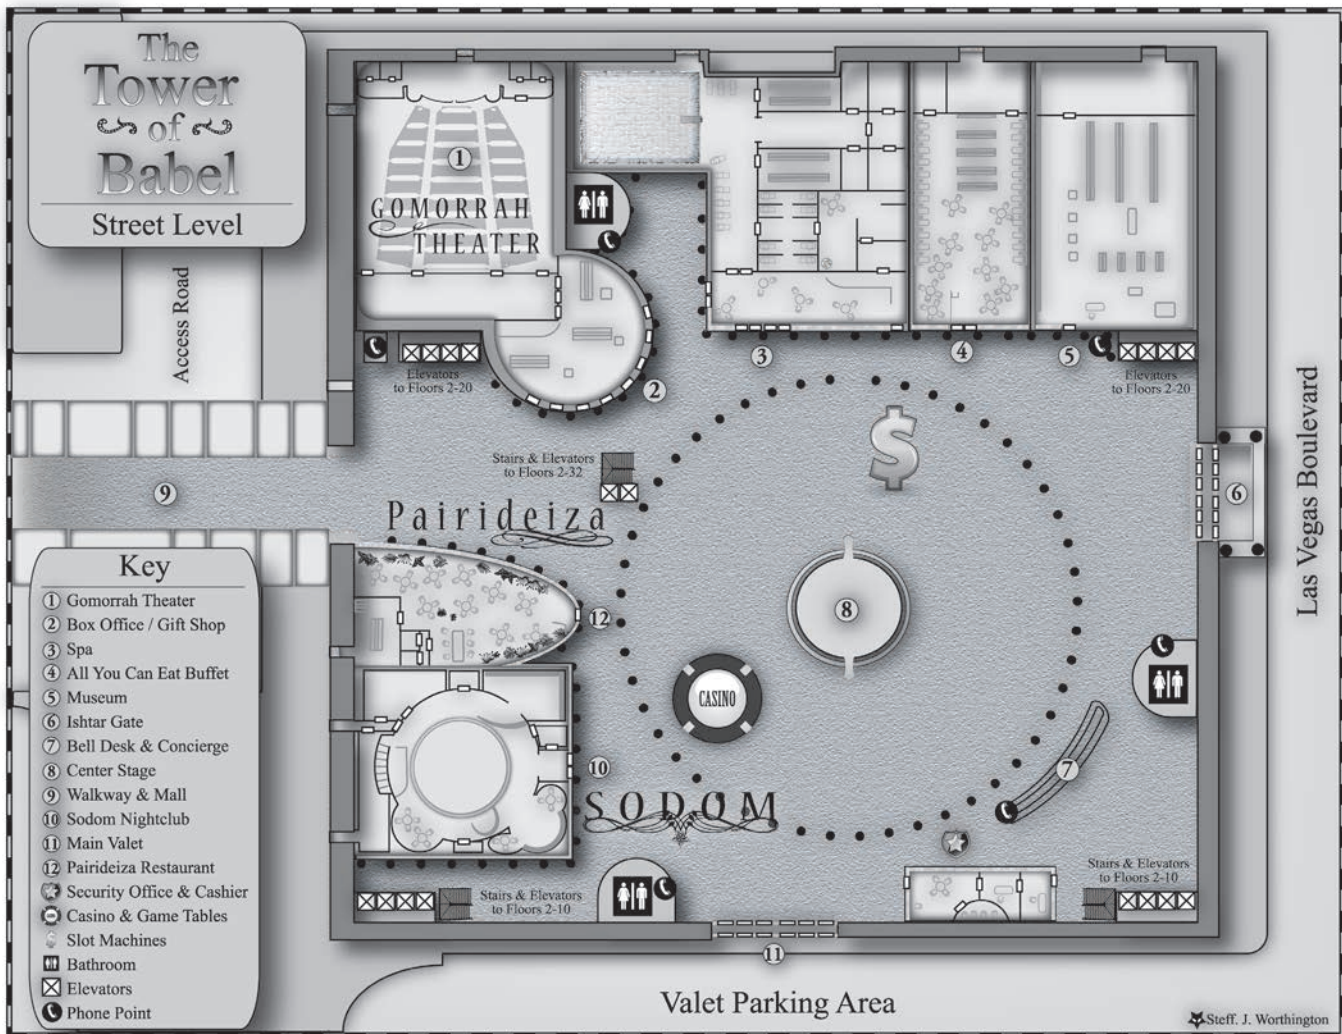 The
Tower
of
Babel
Street Level
Access Road
1
GOMORRAH
THEATER
Elevators
to Floors 2-20
2
3
4
5
Elevators
to Floors 2-20
Stairs & Elevators
to Floors 2-32
9
Pairideiza
6
Las Vegas Boulevard
8
12
CASINO
7
10
SODOM
Stairs & Elevators
to Floors 2-10
Stairs & Elevators
to Floors 2-10
11
Valet Parking Area
Key
1 Gomorrah Theater
2 Box Office / Gift Shop
3 Spa
4 All You Can Eat Buffet
5 Museum
6 Ishtar Gate
7 Bell Desk & Concierge
8 Center Stage
9 Walkway & Mall
10 Sodom Nightclub
11 Main Valet
12 Pairideiza Restaurant
Security Office & Cashier
Casino & Game Tables
$ Slot Machines
Bathroom
Elevators
Phone Point
$
Steff. J. Worthington